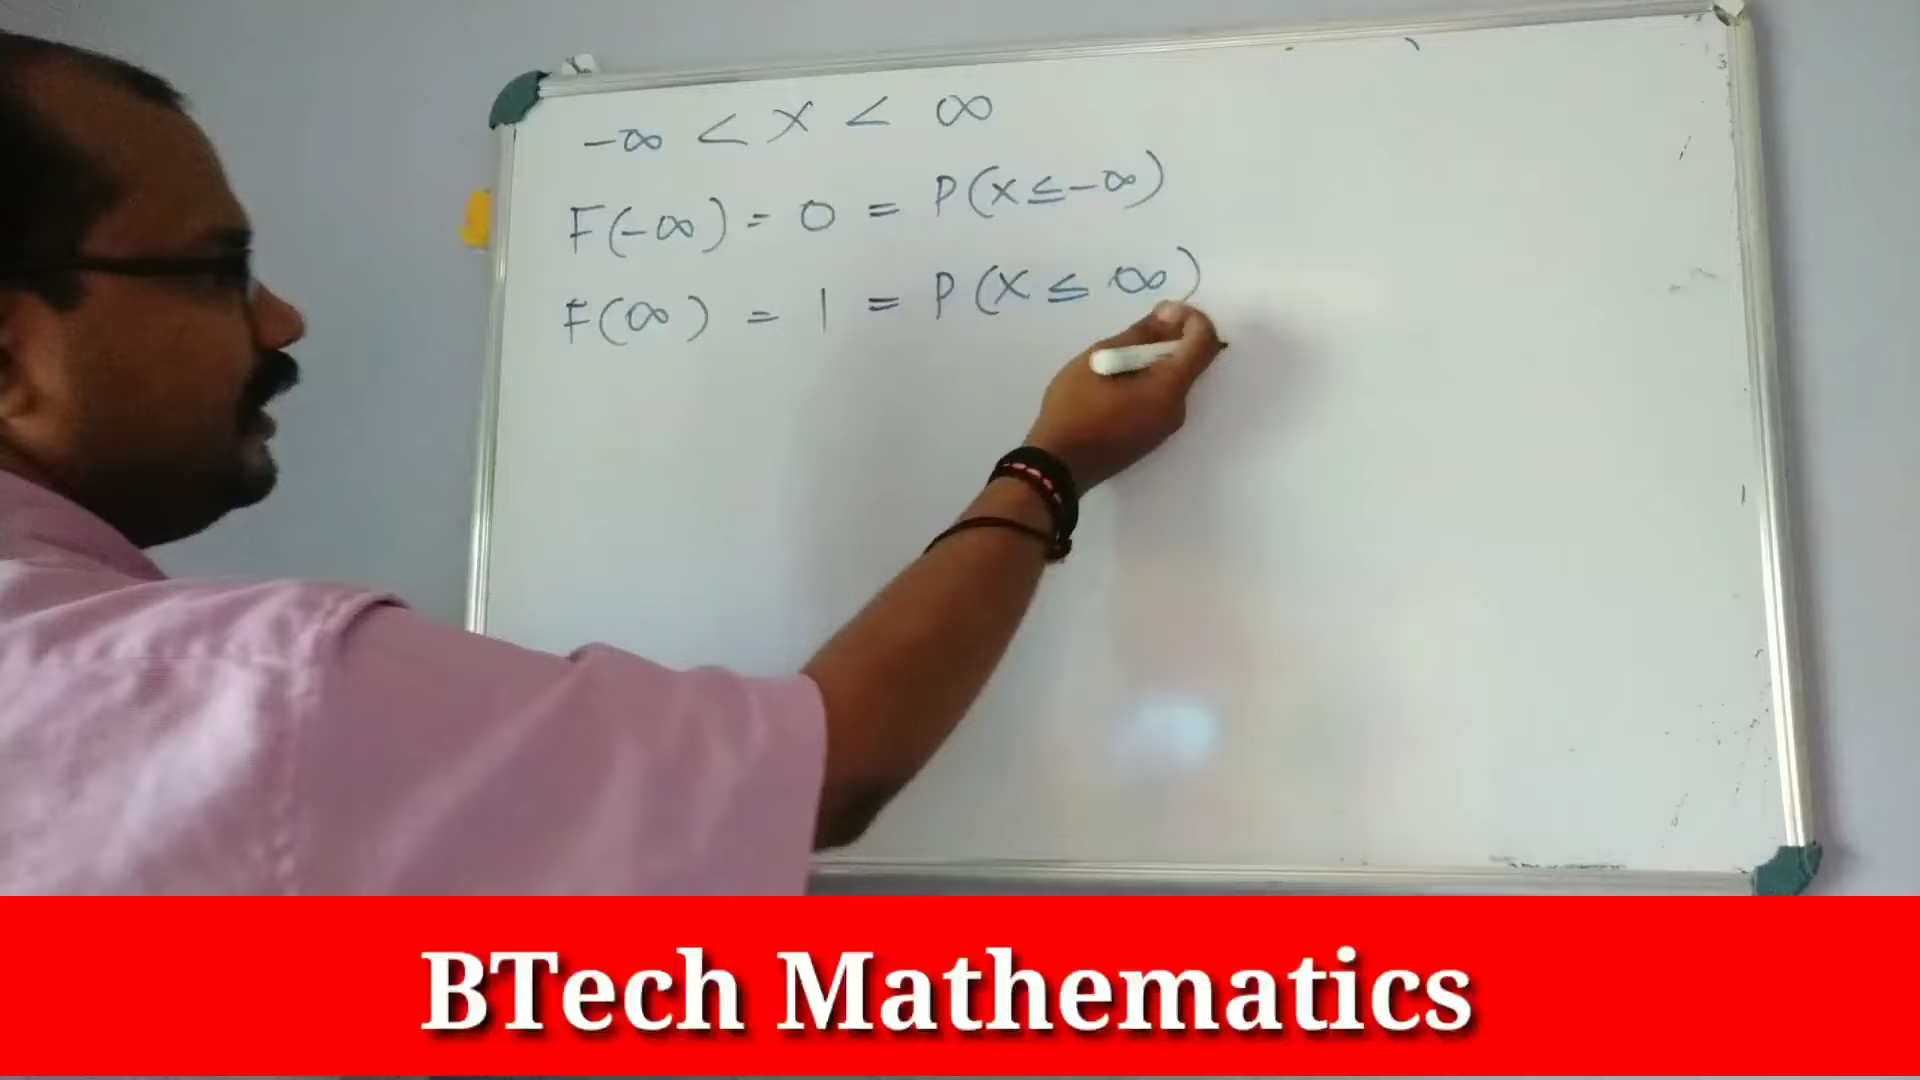 -∞ < X < ∞
F(-∞) = 0 = P(X ≤ -∞)
F(∞) = 1 = P(X ≤ ∞)
BTech Mathematics